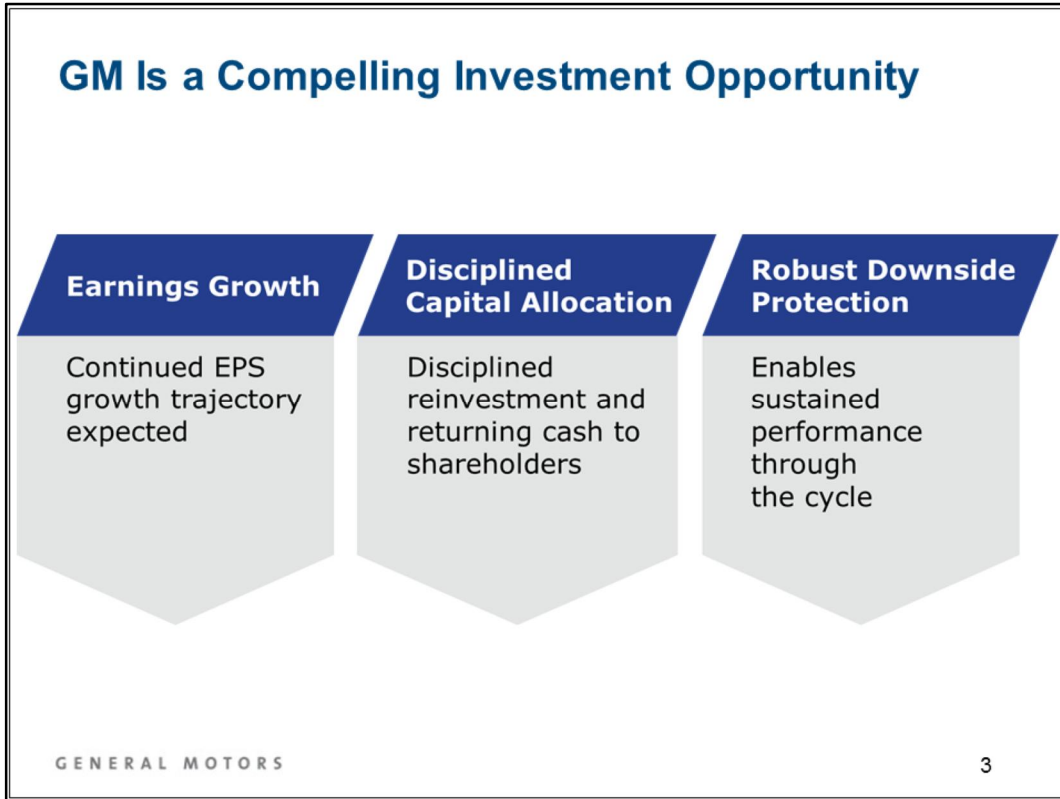 GM Is a Compelling Investment Opportunity
Earnings Growth
Continued EPS
growth trajectory
expected
Disciplined
Capital Allocation
Disciplined
reinvestment and
returning cash to
shareholders
Robust Downside
Protection
Enables
sustained
performance
through
the cycle
GENERAL MOTORS
3